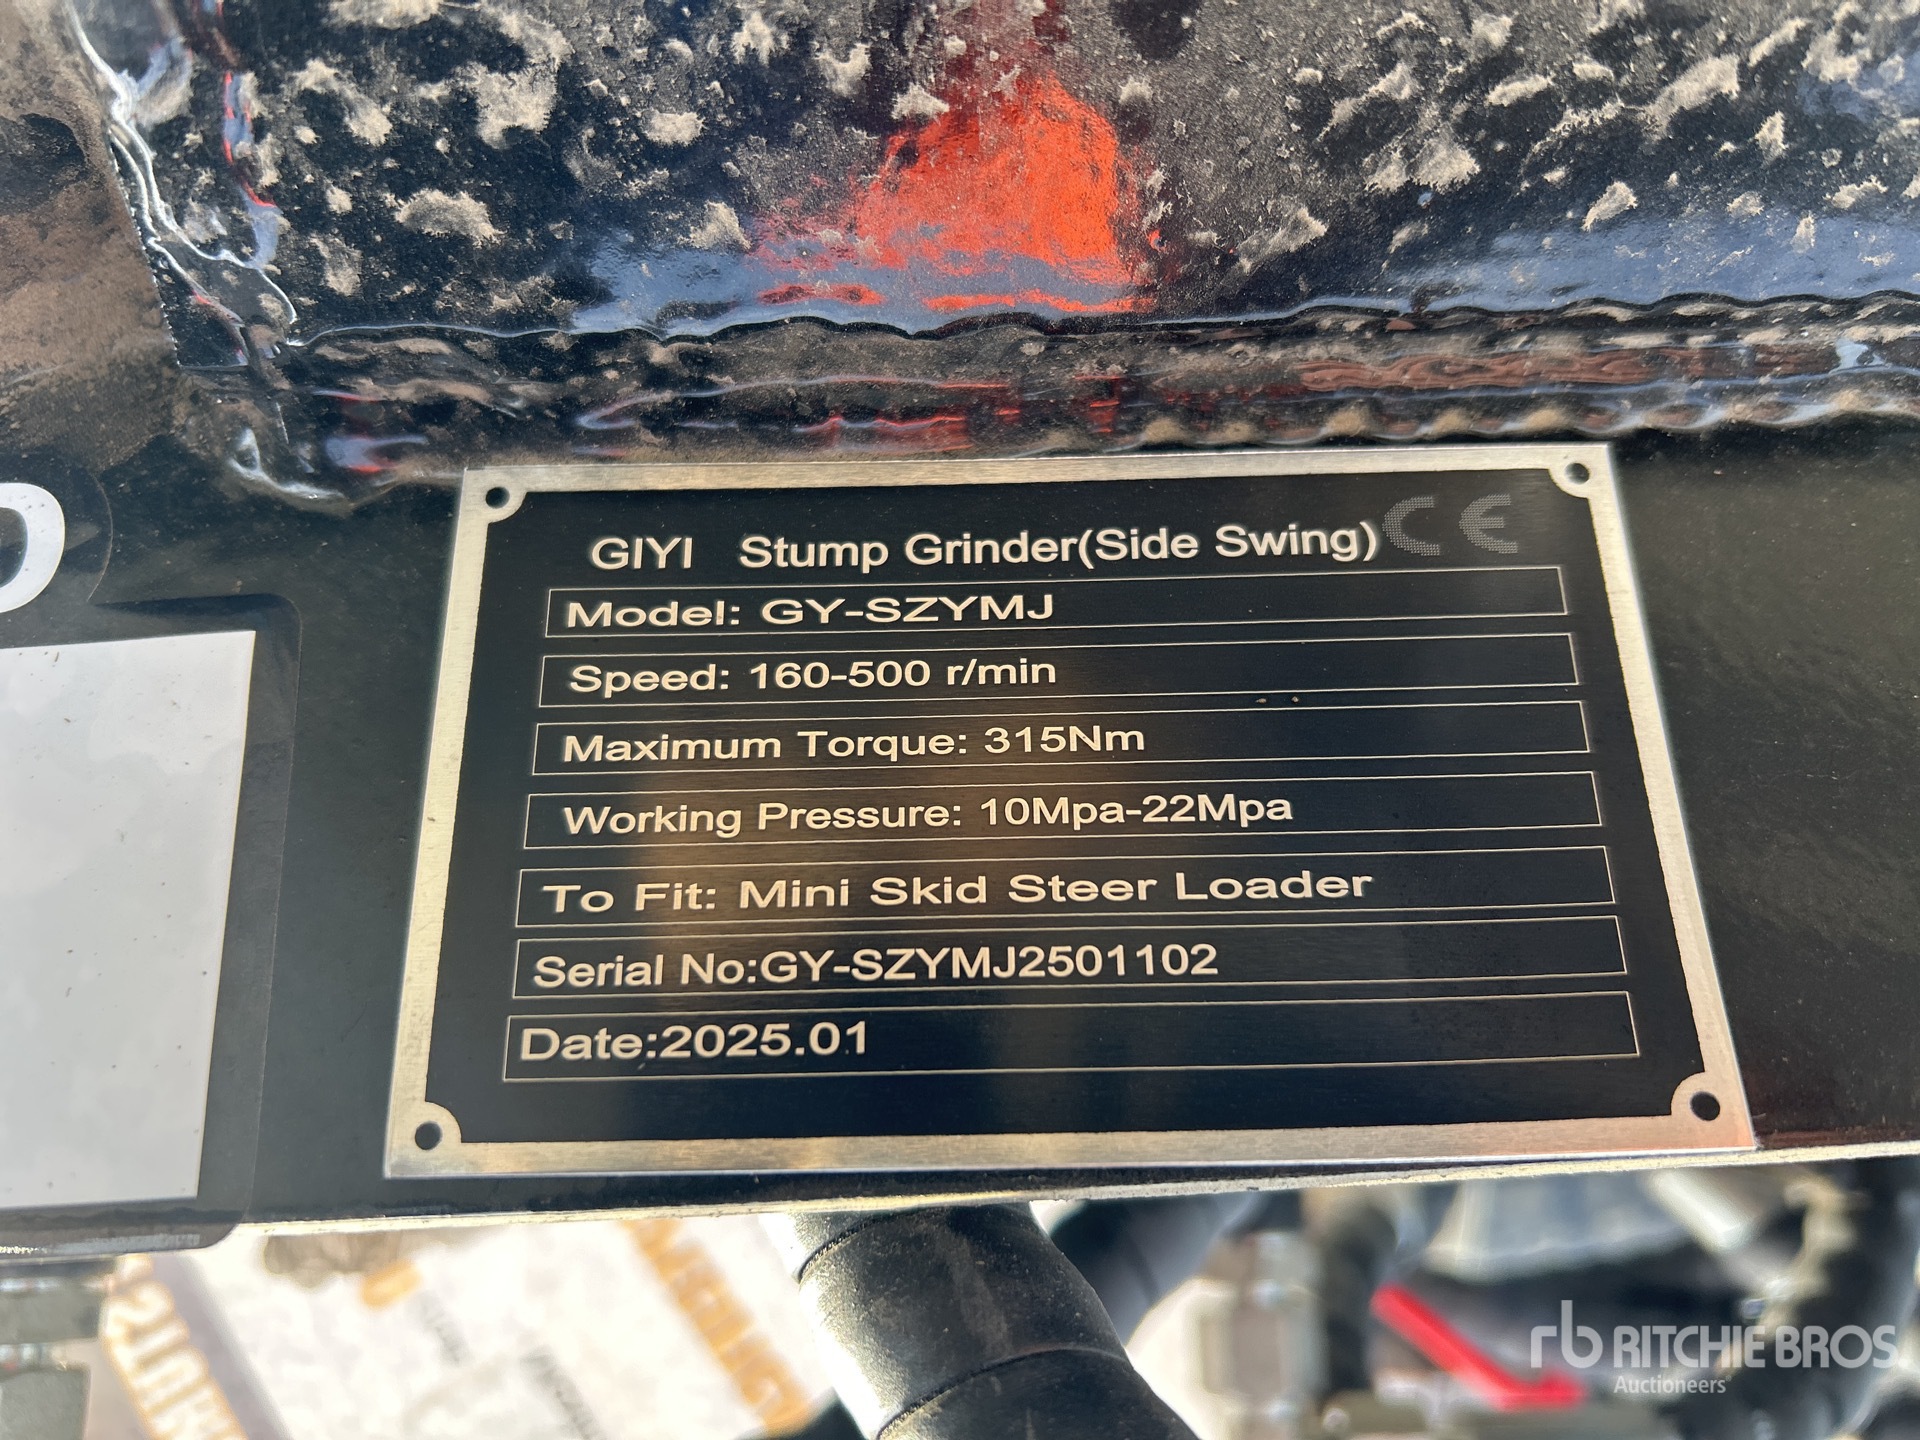 GIYI Stump Grinder(Side Swing) CE
Model: GY-SZYMJ
Speed: 160-500 r/min
Maximum Torque: 315Nm
Working Pressure: 10Mpa-22Mpa
To Fit: Mini Skid Steer Loader
Serial No:GY-SZYMJ2501102
Date:2025.01
rb RITCHIE BROS
Auctioneers